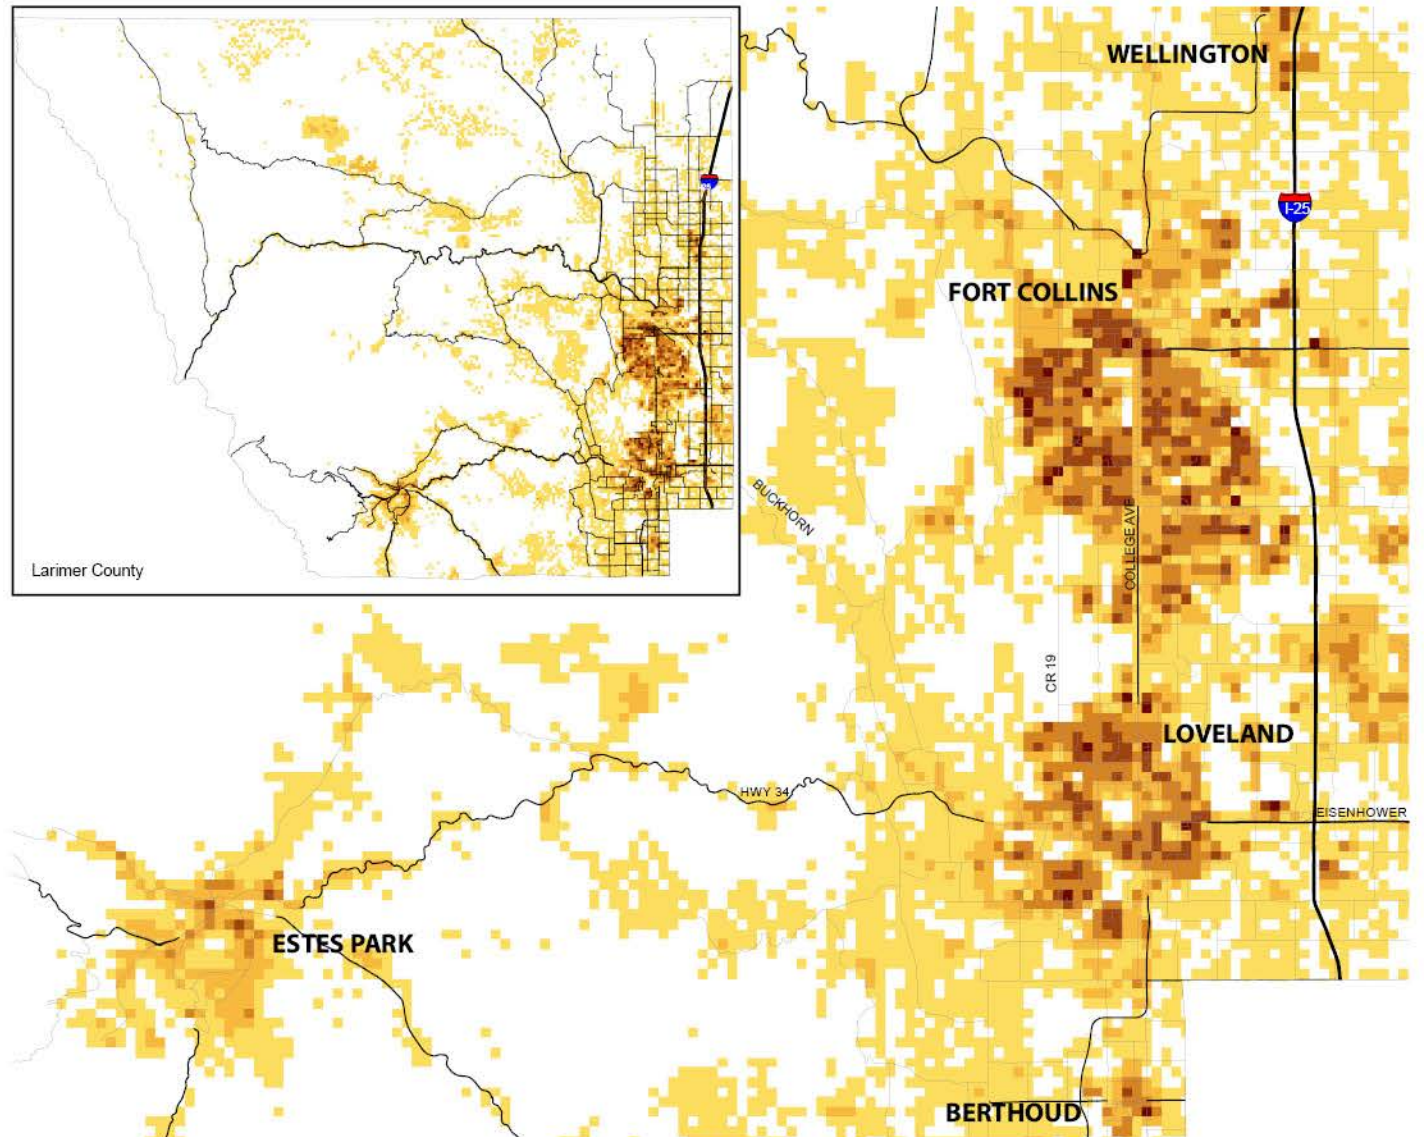 WELLINGTON
I-25
FORT COLLINS
BUCKHORN
COLLEGE AVE
Larimer County
CR 19
LOVELAND
HWY 34
EISENHOWER
ESTES PARK
BERTHOUD